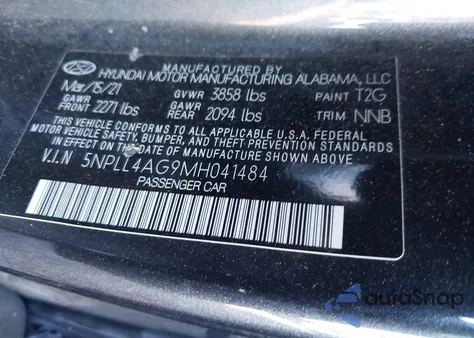 MANUFACTURED BY
HYUNDAI MOTOR MANUFACTURING ALABAMA, LLC
Mar/15/21 GVWR 3858 lbs PAINT T2G
GAWR FRONT 2271 lbs GAWR REAR 2094 lbs TRIM NNB
THIS VEHICLE CONFORMS TO ALL APPLICABLE U.S.A FEDERAL
MOTOR VEHICLE SAFETY, BUMPER, AND THEFT PREVENTION STANDARDS
IN EFFECT ON THE DATE OF MANUFACTURE SHOWN ABOVE.
V.I.N 5NPLL4AG9MH041484
PASSENGER CAR
autoSnap